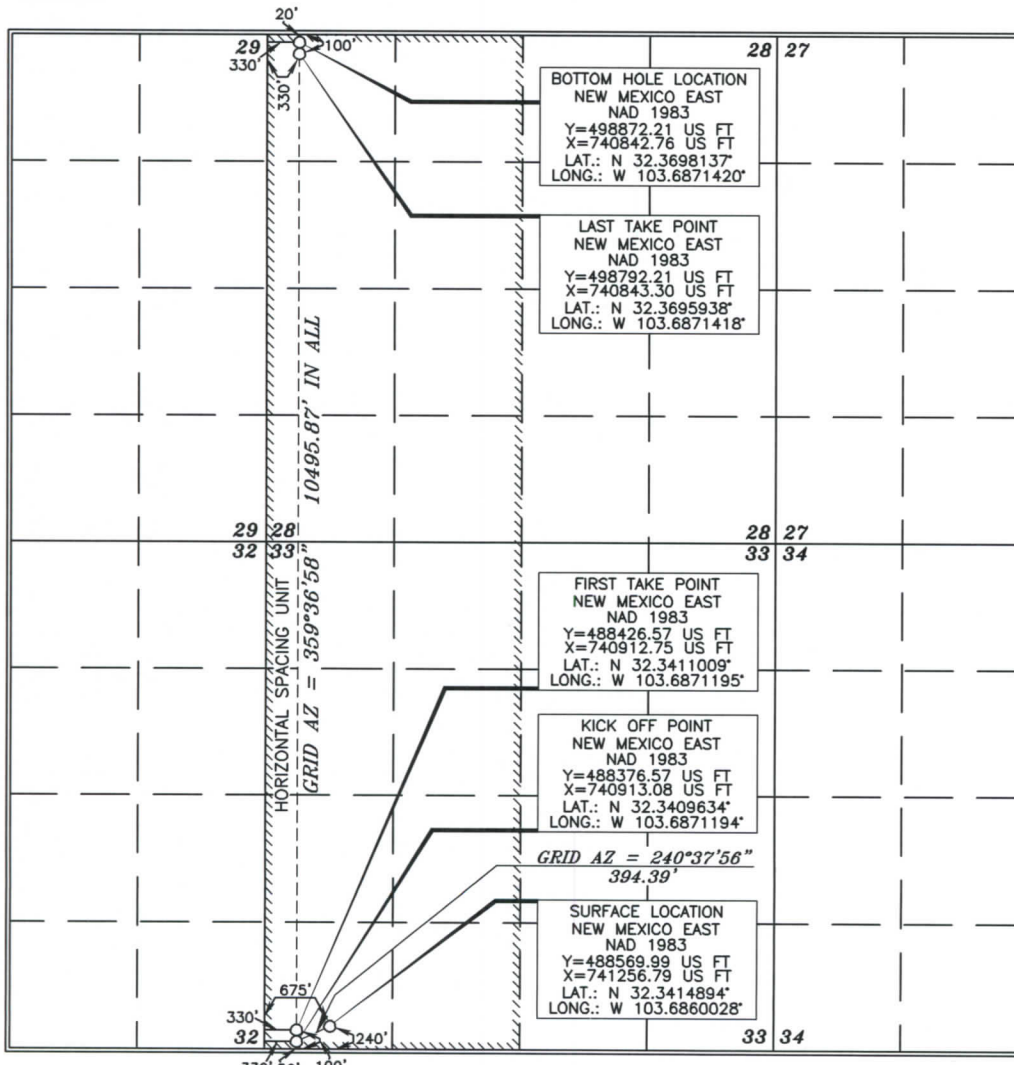 20'
29
100'
28 27
330'
330'
BOTTOM HOLE LOCATION
NEW MEXICO EAST
NAD 1983
Y=498872.21 US FT
X=740842.76 US FT
LAT.: N 32.3698137°
LONG.: W 103.6871420°
LAST TAKE POINT
NEW MEXICO EAST
NAD 1983
Y=498792.21 US FT
X=740843.30 US FT
LAT.: N 32.3695938°
LONG.: W 103.6871418°
HORIZONTAL SPACING UNIT
GRID AZ = 359°36'58"
10495.87' IN ALL
29 28
32 33
28 27
33 34
FIRST TAKE POINT
NEW MEXICO EAST
NAD 1983
Y=488426.57 US FT
X=740912.75 US FT
LAT.: N 32.3411009°
LONG.: W 103.6871195°
KICK OFF POINT
NEW MEXICO EAST
NAD 1983
Y=488376.57 US FT
X=740913.08 US FT
LAT.: N 32.3409634°
LONG.: W 103.6871194°
GRID AZ = 240°37'56"
394.39'
SURFACE LOCATION
NEW MEXICO EAST
NAD 1983
Y=488569.99 US FT
X=741256.79 US FT
LAT.: N 32.3414894°
LONG.: W 103.6860028°
675'
330'
240'
32
33 34